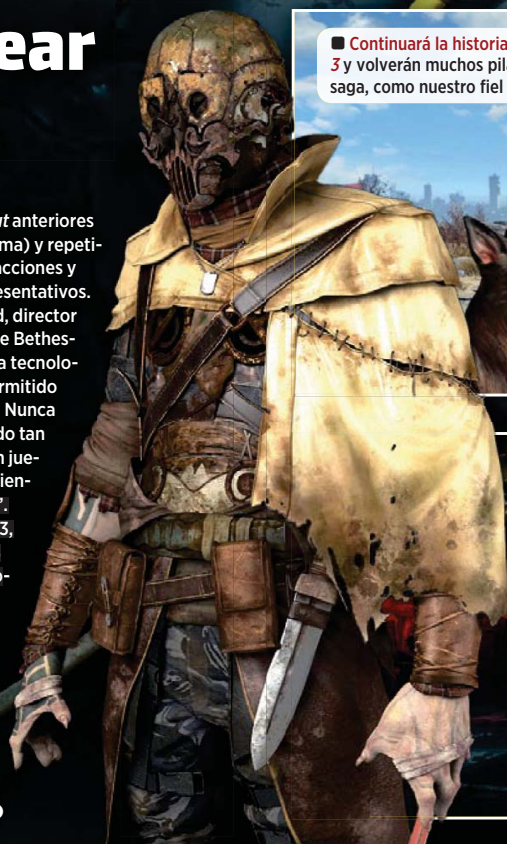 ear
■ Continuará la historia
3 y volverán muchos pila
saga, como nuestro fiel
ut anteriores
ma) y repeti-
acciones y
esentativos.
d, director
e Bethes-
a tecnolo-
rmitido
Nunca
do tan
n jue-
ien-
”.
3,
o-